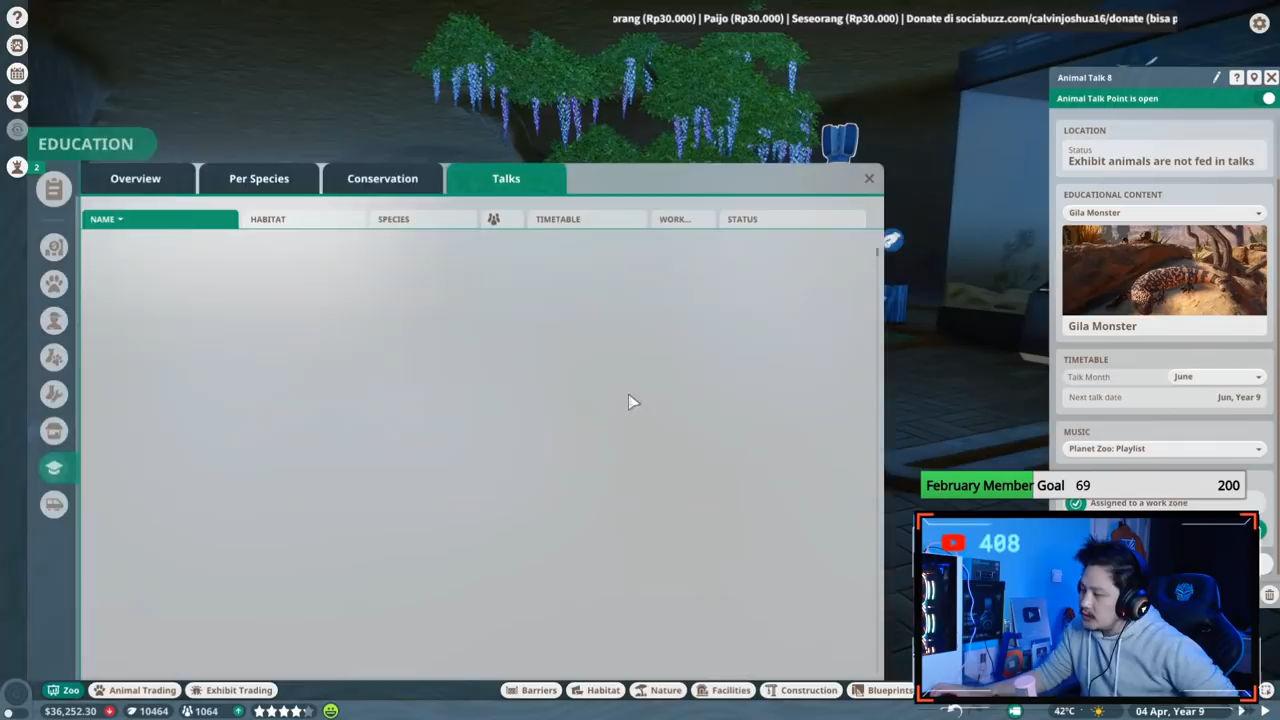 orang (Rp30.000) | Paijo (Rp30.000) | Seseorang (Rp30.000) | Donate di sociabuzz.com/calvinjoshua16/donate (bisa p
EDUCATION
2
Overview
Per Species
Conservation
Talks
NAME
HABITAT
SPECIES
TIMETABLE
WORK...
STATUS
Animal Talk 8
Animal Talk Point is open
LOCATION
Status
Exhibit animals are not fed in talks
EDUCATIONAL CONTENT
Gila Monster
Gila Monster
TIMETABLE
Talk Month
June
Next talk date
Jun, Year 9
MUSIC
Planet Zoo: Playlist
February Member Goal 69
200
Assigned to a work zone
408
Zoo
Animal Trading
Exhibit Trading
Barriers
Habitat
Nature
Facilities
Construction
Blueprints
$36,252.30
10464
1064
42°C
04 Apr, Year 9